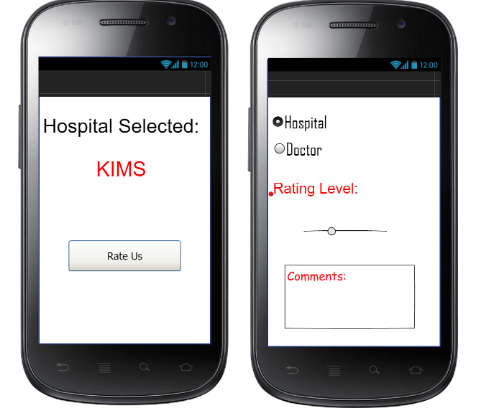 12:00
Hospital Selected:
KIMS
Rate Us
12:00
Hospital
Doctor
Rating Level:
Comments: